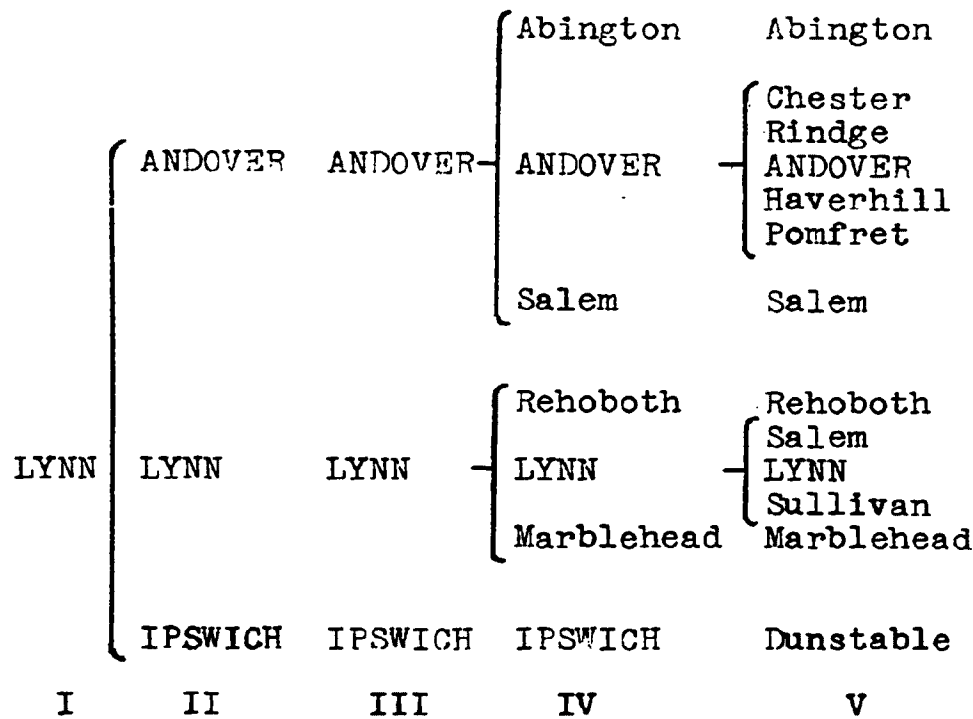 Abington Abington
Chester
Rindge
ANDOVER ANDOVER ANDOVER ANDOVER
Haverhill
Pomfret
Salem Salem
Rehoboth Rehoboth
Salem
LYNN LYNN LYNN LYNN LYNN
Sullivan
Marblehead Marblehead
IPSWICH IPSWICH IPSWICH Dunstable
I II III IV V